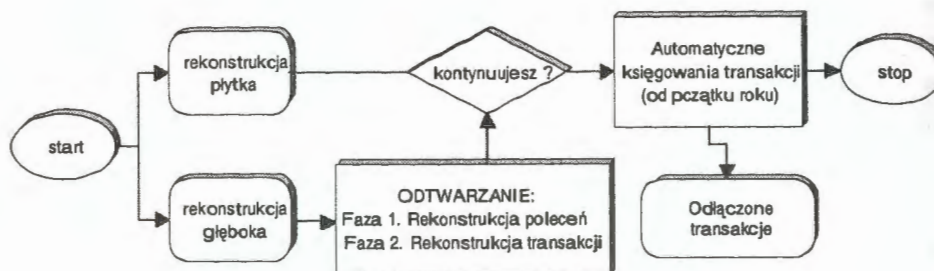 start
rekonstrukcja
płytka
rekonstrukcja
głęboka
kontynuujesz ?
ODTWARZANIE:
Faza 1. Rekonstrukcja poleceń
Faza 2. Rekonstrukcja transakcji
Automatyczne
księgowania transakcji
(od pczątku roku)
stop
Odłączone
transakcje